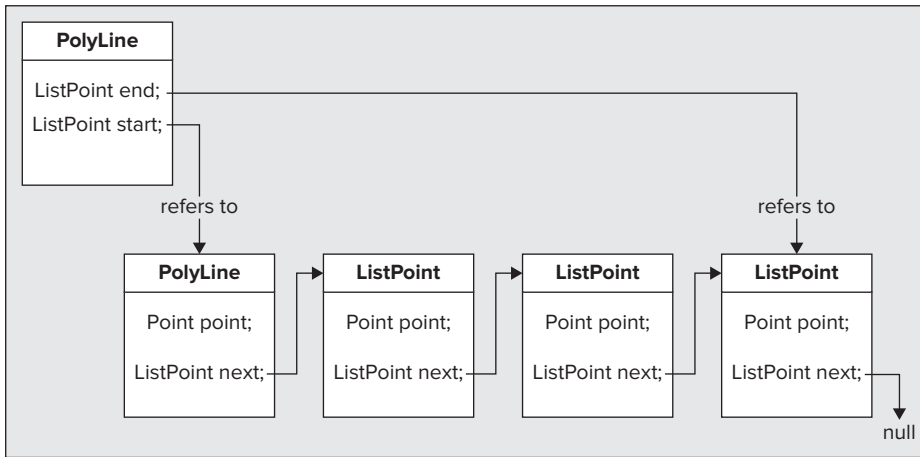 PolyLine
ListPoint end;
ListPoint start;
refers to
refers to
PolyLine
ListPoint
ListPoint
ListPoint
Point point;
Point point;
Point point;
Point point;
ListPoint next;
ListPoint next;
ListPoint next;
ListPoint next;
null